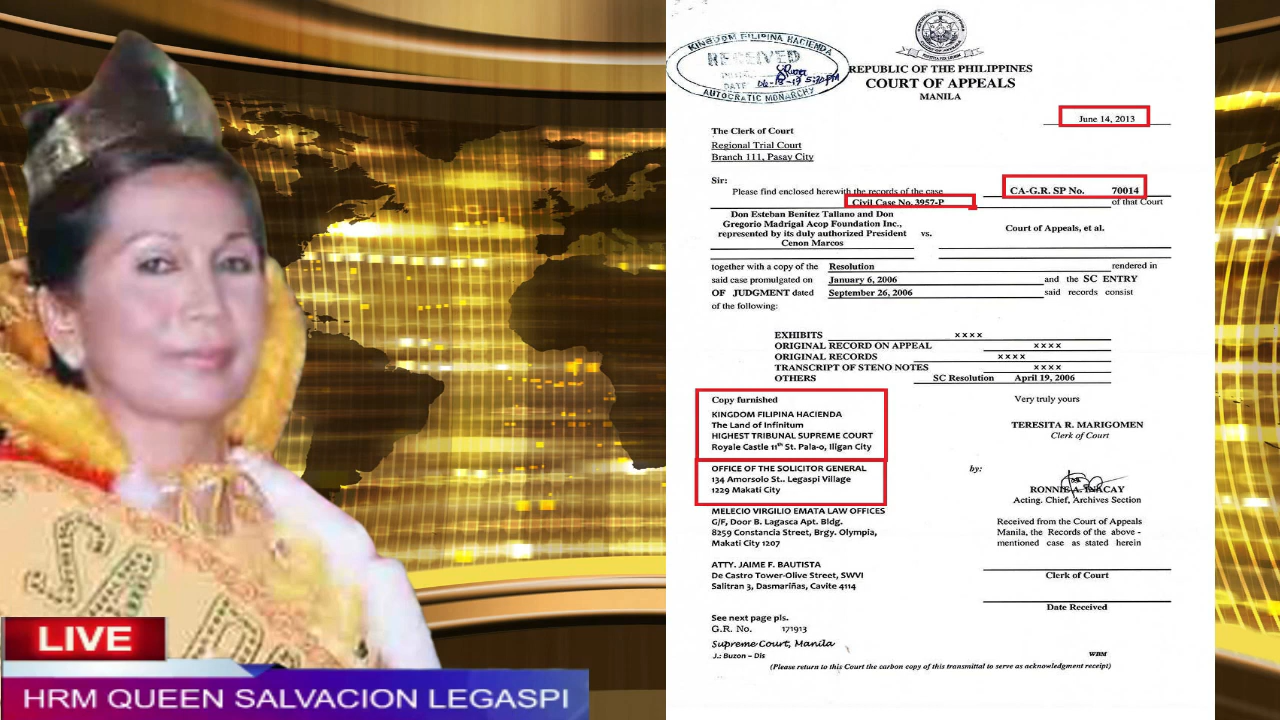 SA
LIVE
HRM QUEEN SALVACION LEGASPI
KINGDOM FILIPINA HACIENDA
RECEIVED
DATE 06-18-13 5:20 PM
AUTOCRATIC MONARCHY
REPUBLIC OF THE PHILIPPINES
COURT OF APPEALS
MANILA
June 14, 2013
The Clerk of Court
Regional Trial Court
Branch 111, Pasay City
Sir:
Please find enclosed herewith the records of the case CA-G.R. SP No. 70014
Civil Case No. 3957-P of that Court
Don Esteban Benitez Tallano and Don
Gregorio Madrigal Acop Foundation Inc.,
represented by its duly authorized President
Cenon Marcos
vs.
Court of Appeals, et al.
together with a copy of the Resolution rendered in
said case promulgated on January 6, 2006 and the SC ENTRY
OF JUDGMENT dated September 26, 2006 said records consist
of the following:
EXHIBITS xxxx
ORIGINAL RECORD ON APPEAL xxxx
ORIGINAL RECORDS xxxx
TRANSCRIPT OF STENO NOTES xxxx
OTHERS SC Resolution April 19, 2006
Copy furnished
KINGDOM FILIPINA HACIENDA
The Land of Infinitum
HIGHEST TRIBUNAL SUPREME COURT
Royale Castle 11th St. Pala-o, Iligan City
OFFICE OF THE SOLICITOR GENERAL
134 Amorsolo St.. Legaspi Village
1229 Makati City
MELECIO VIRGILIO EMATA LAW OFFICES
G/F, Door B. Lagasca Apt. Bldg.
8259 Constancia Street, Brgy. Olympia,
Makati City 1207
ATTY. JAIME F. BAUTISTA
De Castro Tower-Olive Street, SWVI
Salitran 3, Dasmariñas, Cavite 4114
See next page pls.
G.R. No. 171913
Supreme Court, Manila
J.: Buzon – Dis
Very truly yours
TERESITA R. MARIGOMEN
Clerk of Court
by:
RONNIE A. INACAY
Acting. Chief, Archives Section
Received from the Court of Appeals
Manila, the Records of the above -
mentioned case as stated herein
Clerk of Court
Date Received
WBM
(Please return to this Court the carbon copy of this transmittal to serve as acknowledgment receipt)